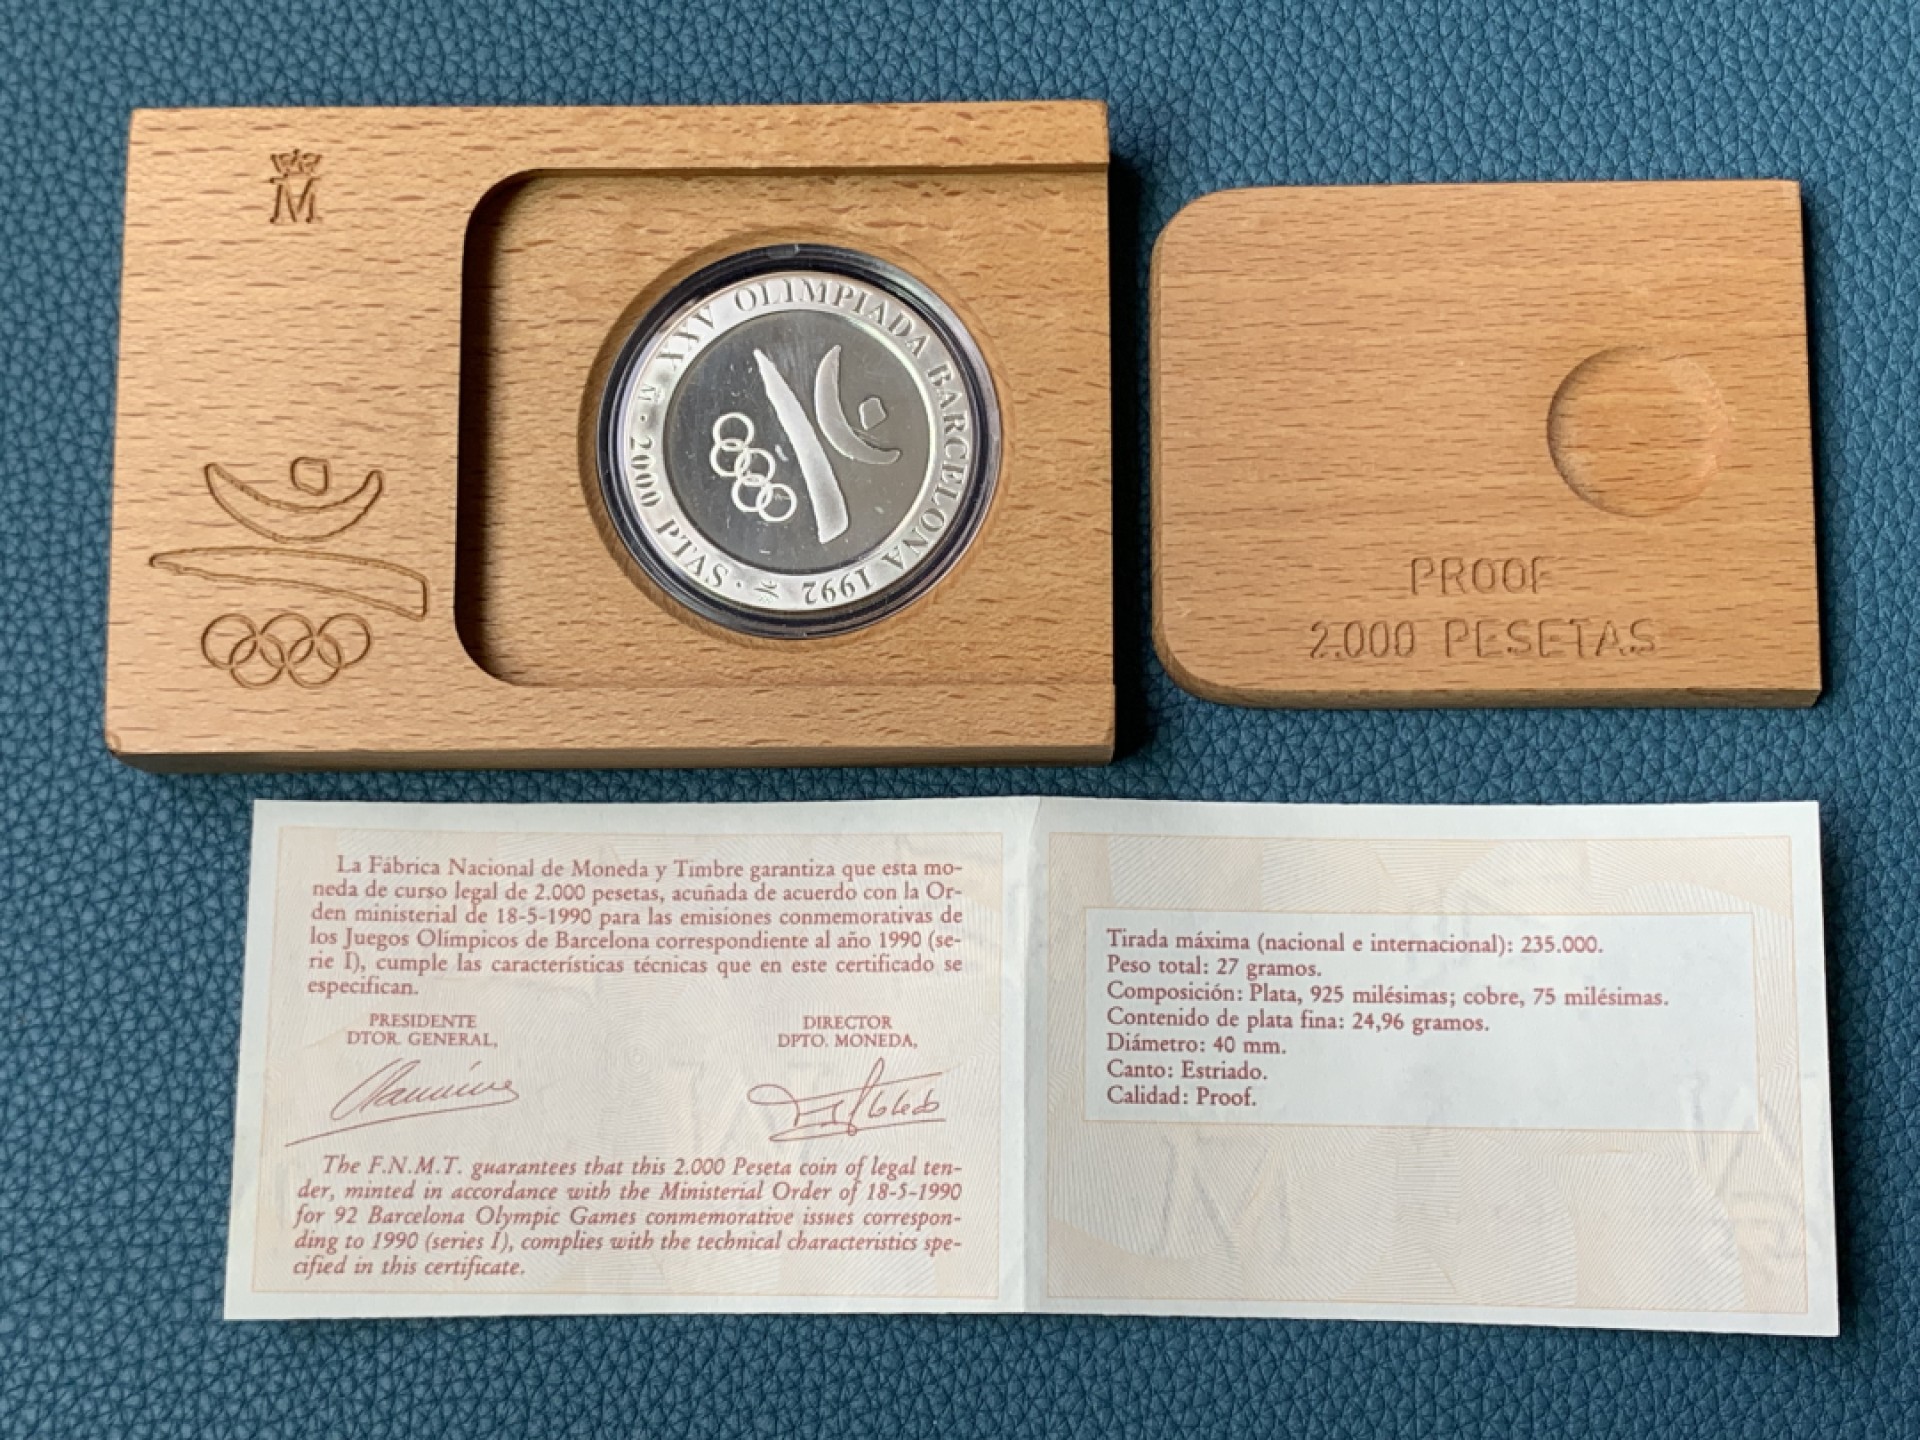 M
XXV OLIMPIADA BARCELONA 1992
M · 2000 PTAS ·
PROOF
2.000 PESETAS
La Fábrica Nacional de Moneda y Timbre garantiza que esta mo-
neda de curso legal de 2.000 pesetas, acuñada de acuerdo con la Or-
den ministerial de 18-5-1990 para las emisiones conmemorativas de
los Juegos Olímpicos de Barcelona correspondiente al año 1990 (se-
rie I), cumple las características técnicas que en este certificado se
especifican.
PRESIDENTE
DTOR. GENERAL,
DIRECTOR
DPTO. MONEDA,
The F.N.M.T. guarantees that this 2.000 Peseta coin of legal ten-
der, minted in accordance with the Ministerial Order of 18-5-1990
for 92 Barcelona Olympic Games conmemorative issues correspon-
ding to 1990 (series I), complies with the technical characteristics spe-
cified in this certificate.
Tirada máxima (nacional e internacional): 235.000.
Peso total: 27 gramos.
Composición: Plata, 925 milésimas; cobre, 75 milésimas.
Contenido de plata fina: 24,96 gramos.
Diámetro: 40 mm.
Canto: Estriado.
Calidad: Proof.